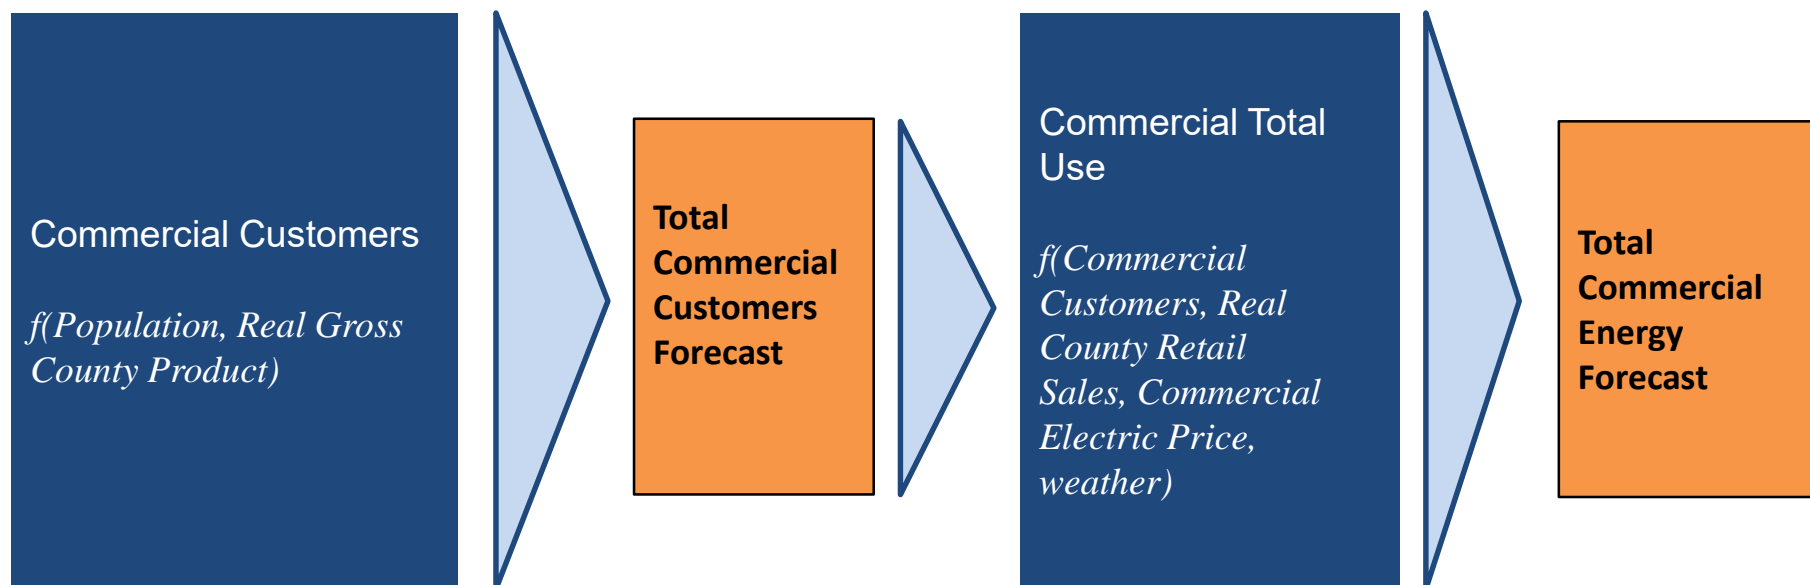 Commercial Customers
f(Population, Real Gross
County Product)
Total
Commercial
Customers
Forecast
Commercial Total
Use
f(Commercial
Customers, Real
County Retail
Sales, Commercial
Electric Price,
weather)
Total
Commercial
Energy
Forecast